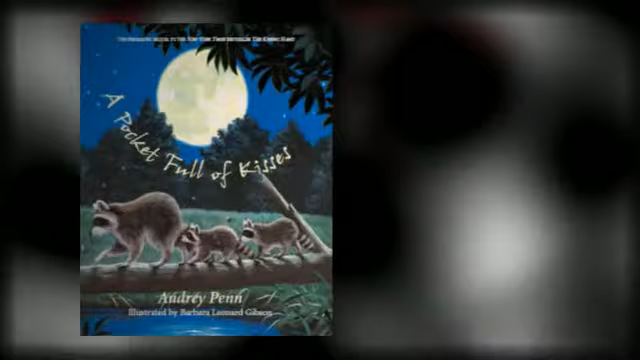 A Pocket Full of Kisses
Audrey Penn
Illustrated by Barbara Leonard Gibson